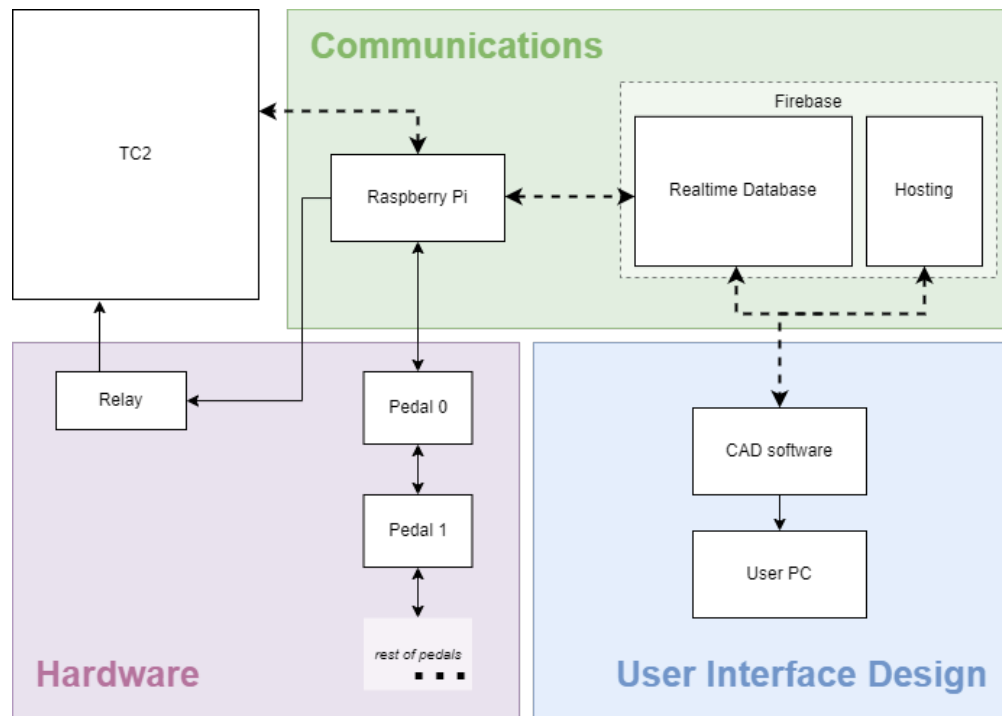 Communications
TC2
Firebase
Raspberry Pi
Realtime Database
Hosting
Relay
Pedal 0
Pedal 1
rest of pedals
...
Hardware
CAD software
User PC
User Interface Design